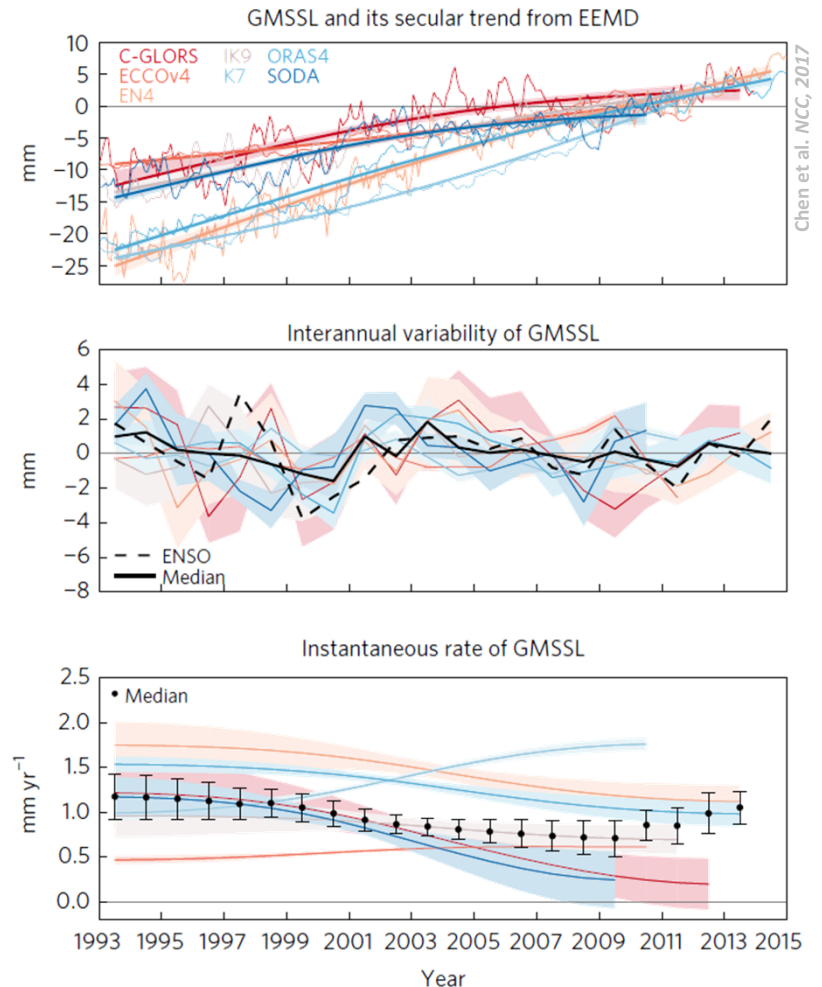 GMSSL and its secular trend from EEMD
10
5
0
−5
−10
−15
−20
−25
mm
C-GLORS IK9 ORAS4
ECCOv4 K7 SODA
EN4
Chen et al. NCC, 2017
Interannual variability of GMSSL
6
4
2
0
−2
−4
−6
−8
mm
ENSO
Median
Instantaneous rate of GMSSL
2.5
2.0
1.5
1.0
0.5
0.0
mm yr−1
Median
1993 1995 1997 1999 2001 2003 2005 2007 2009 2011 2013 2015
Year